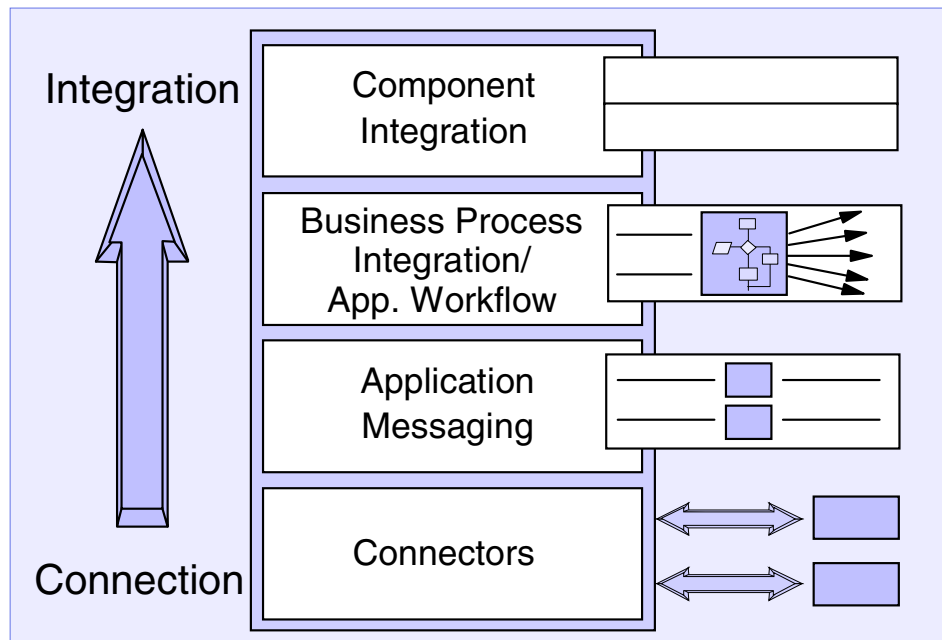 Integration
Component
Integration
Business Process
Integration/
App. Workflow
Application
Messaging
Connectors
Connection